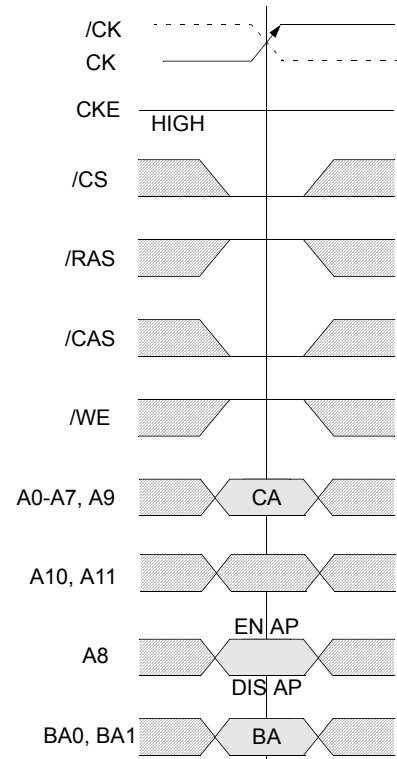 /CK
CK
CKE
HIGH
/CS
/RAS
/CAS
/WE
A0-A7, A9
CA
A10, A11
EN AP
A8
DIS AP
BA0, BA1
BA